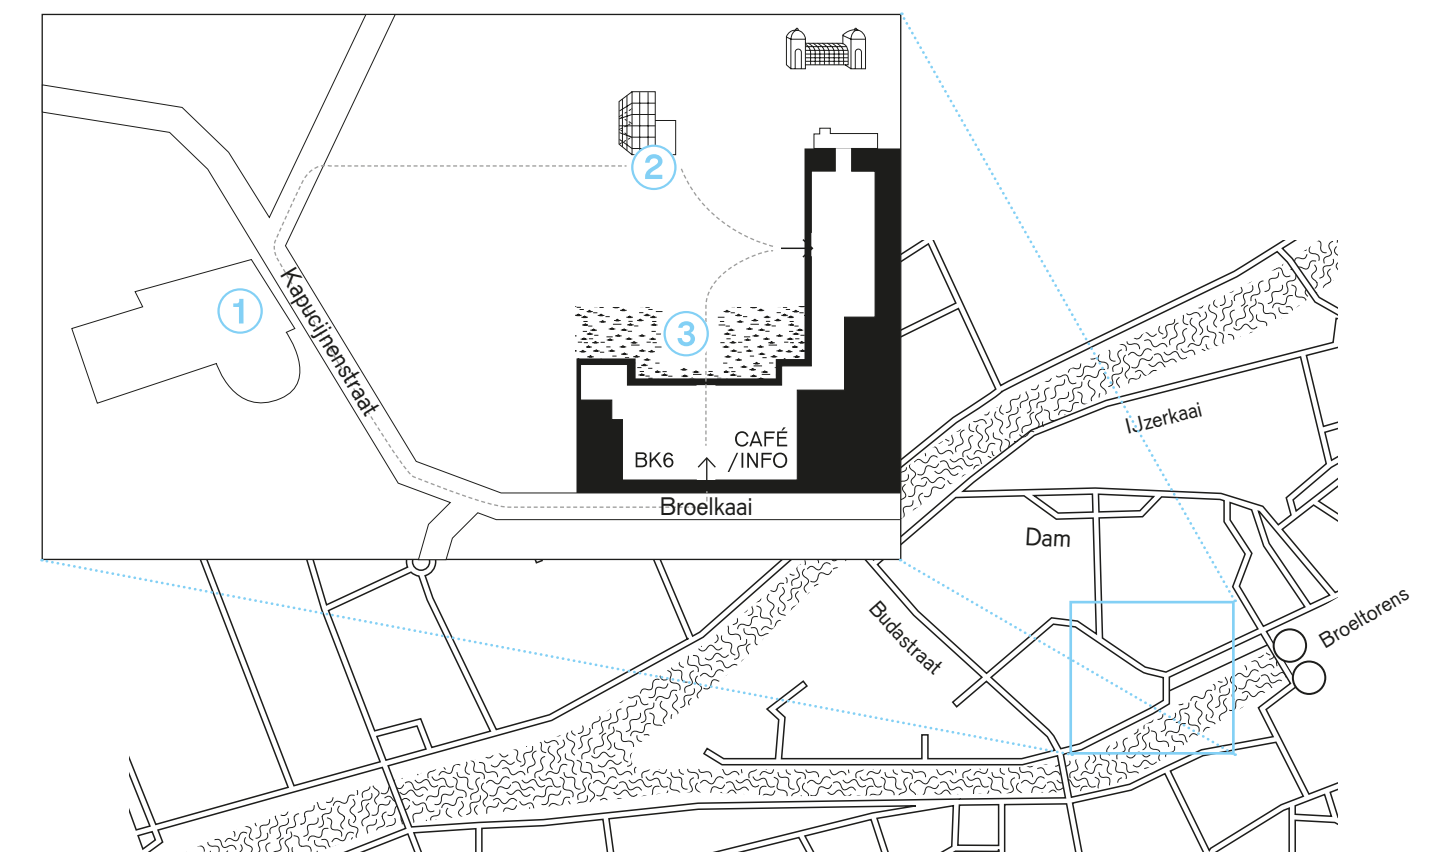 2
1
Kapucijnenstraat
3
CAFÉ
BK6
/INFO
Broelkaai
IJzerkaai
Dam
Budastraat
Broeltorens